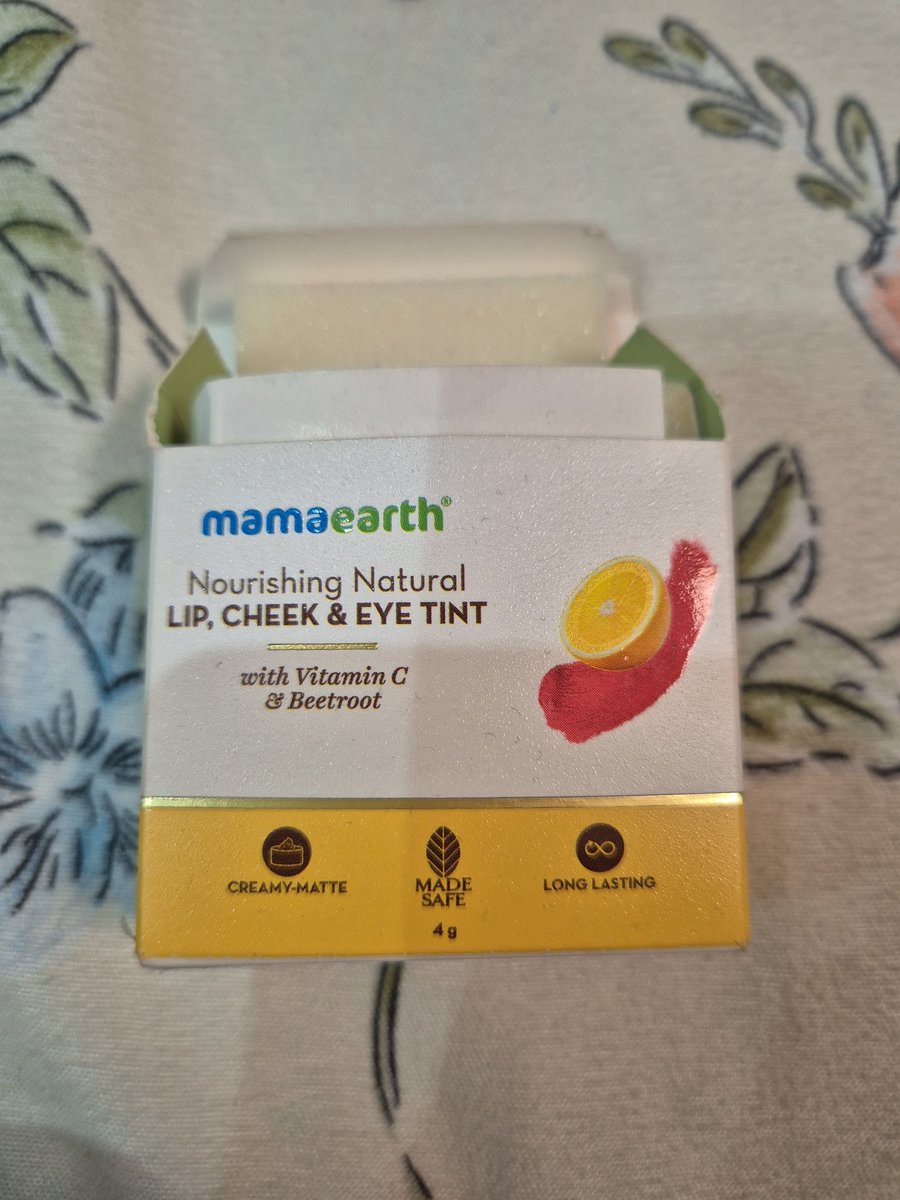 mamaearth®
Nourishing Natural
LIP, CHEEK & EYE TINT
with Vitamin C
& Beetroot
CREAMY-MATTE
MADE
SAFE
LONG LASTING
4 g